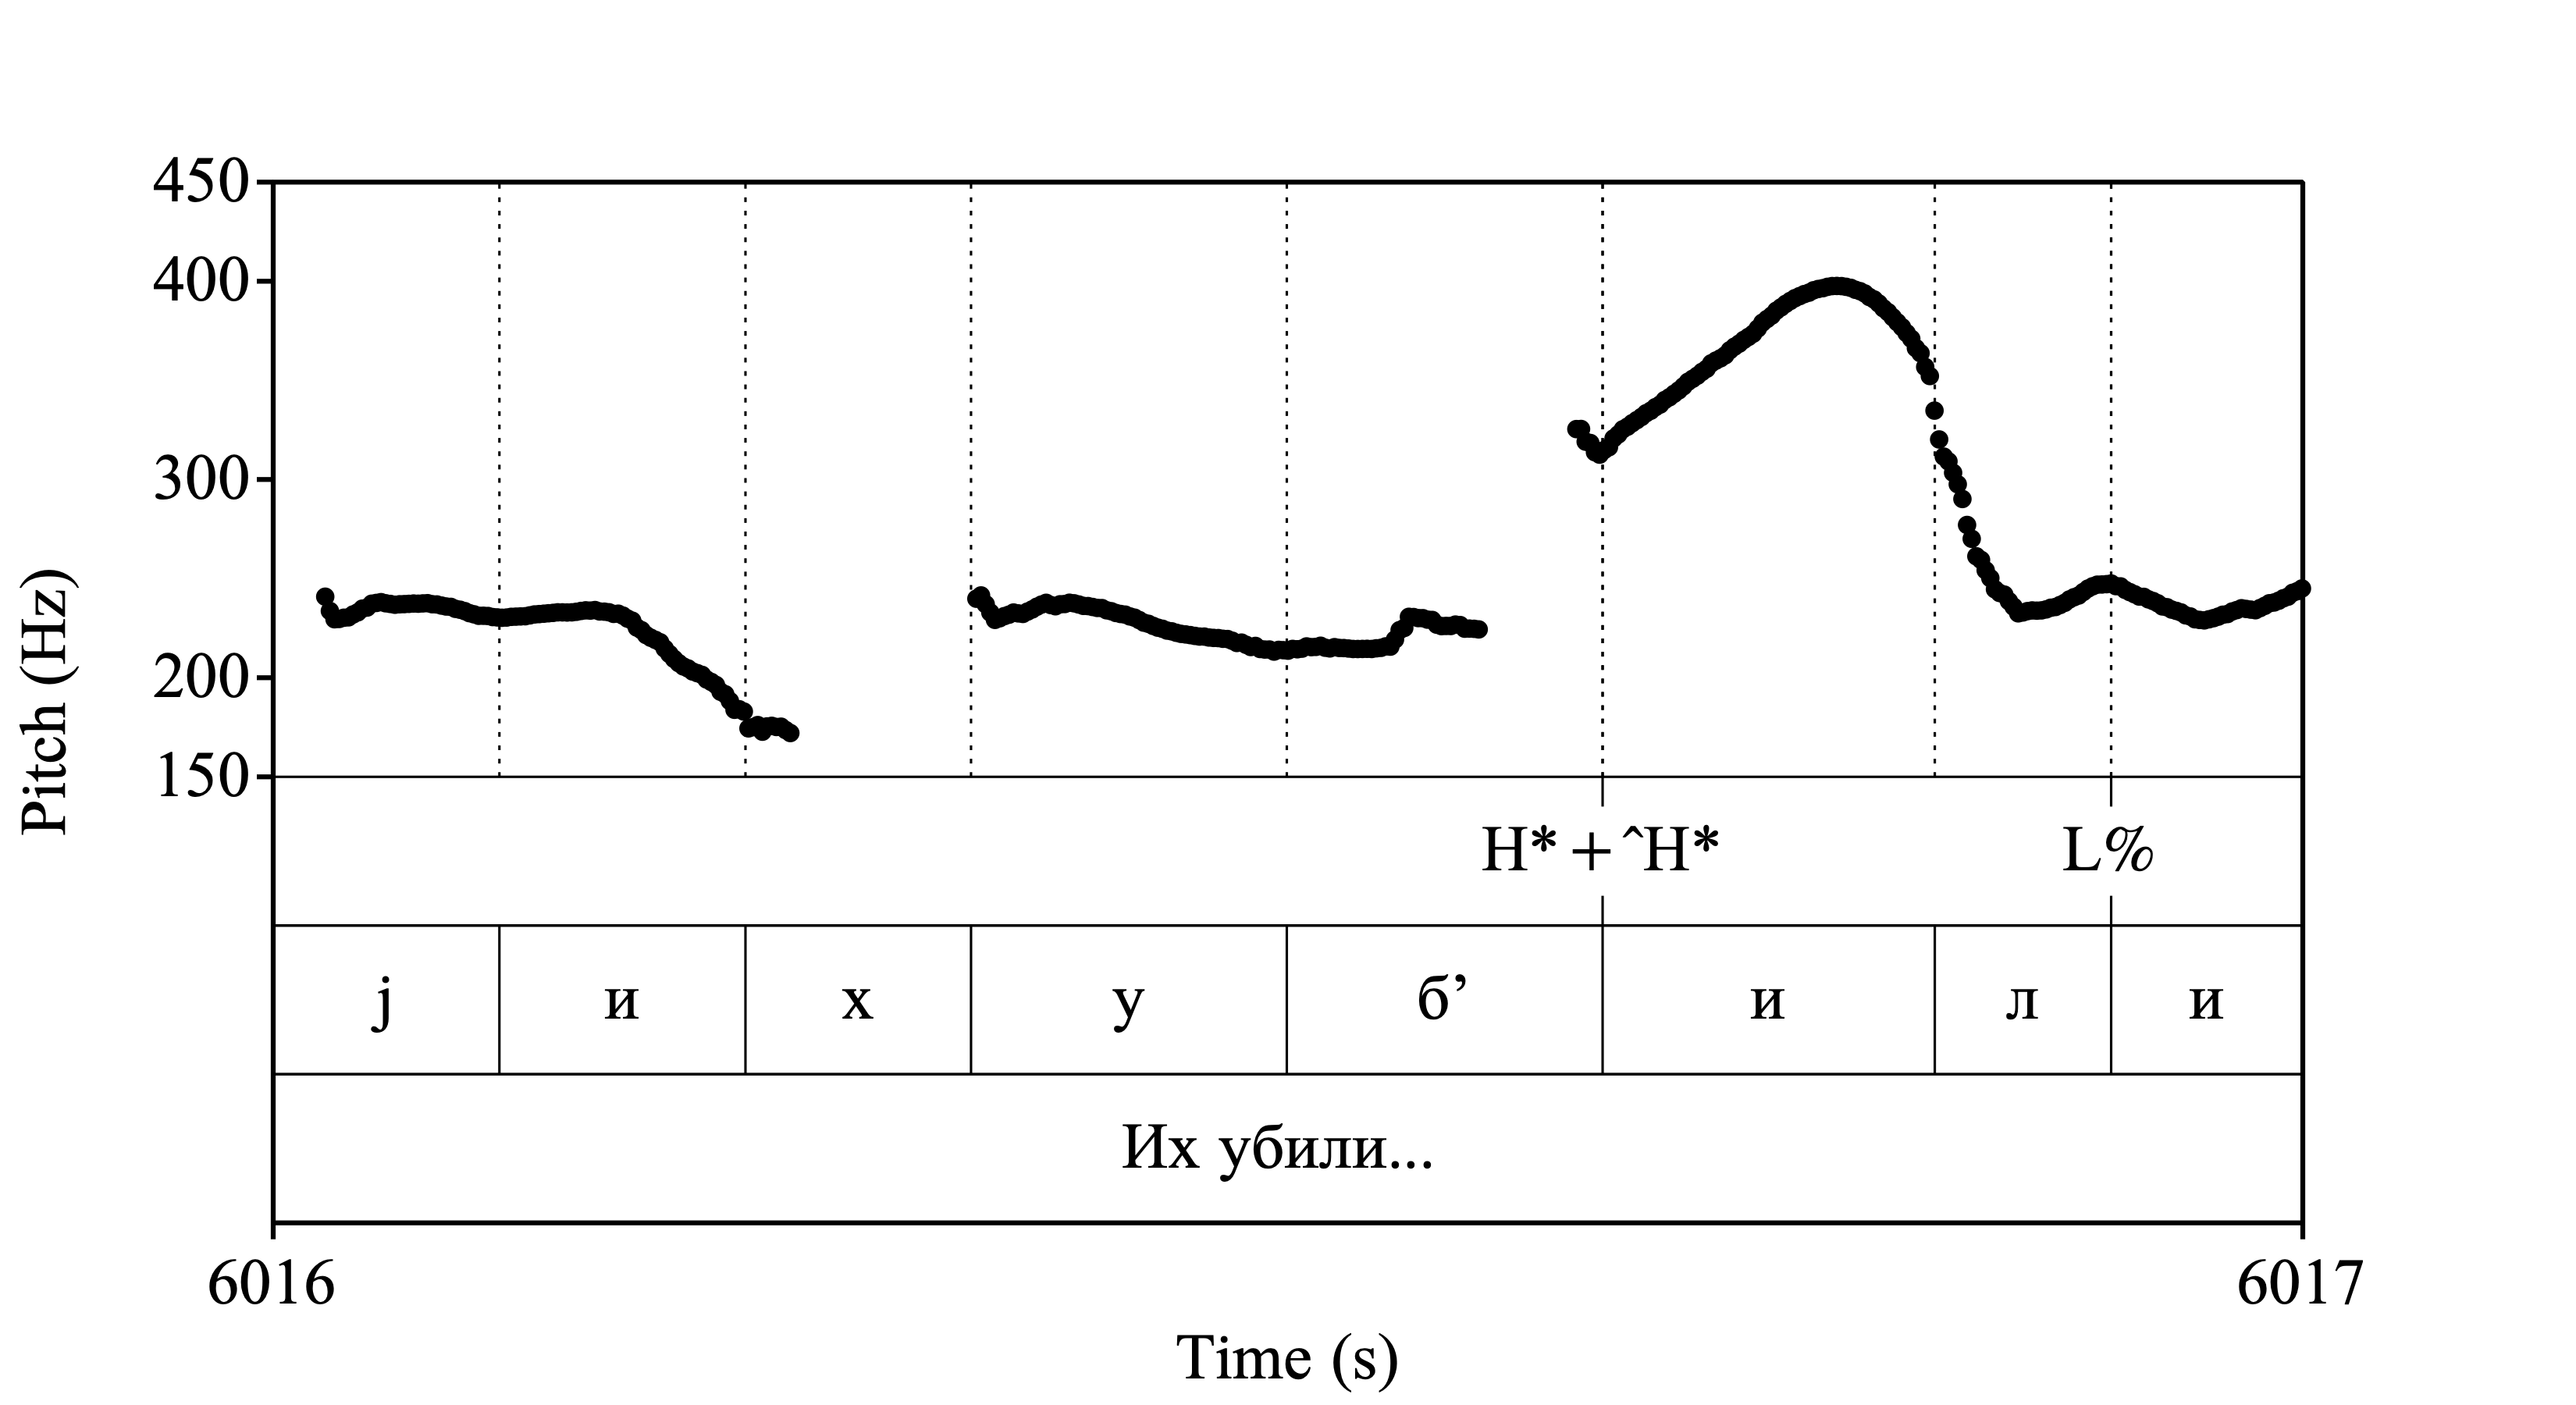 450
400
300
200
150
Pitch (Hz)
H* + ˆH* L%
j и х у б’ и л и
Их убили...
6016 6017
Time (s)